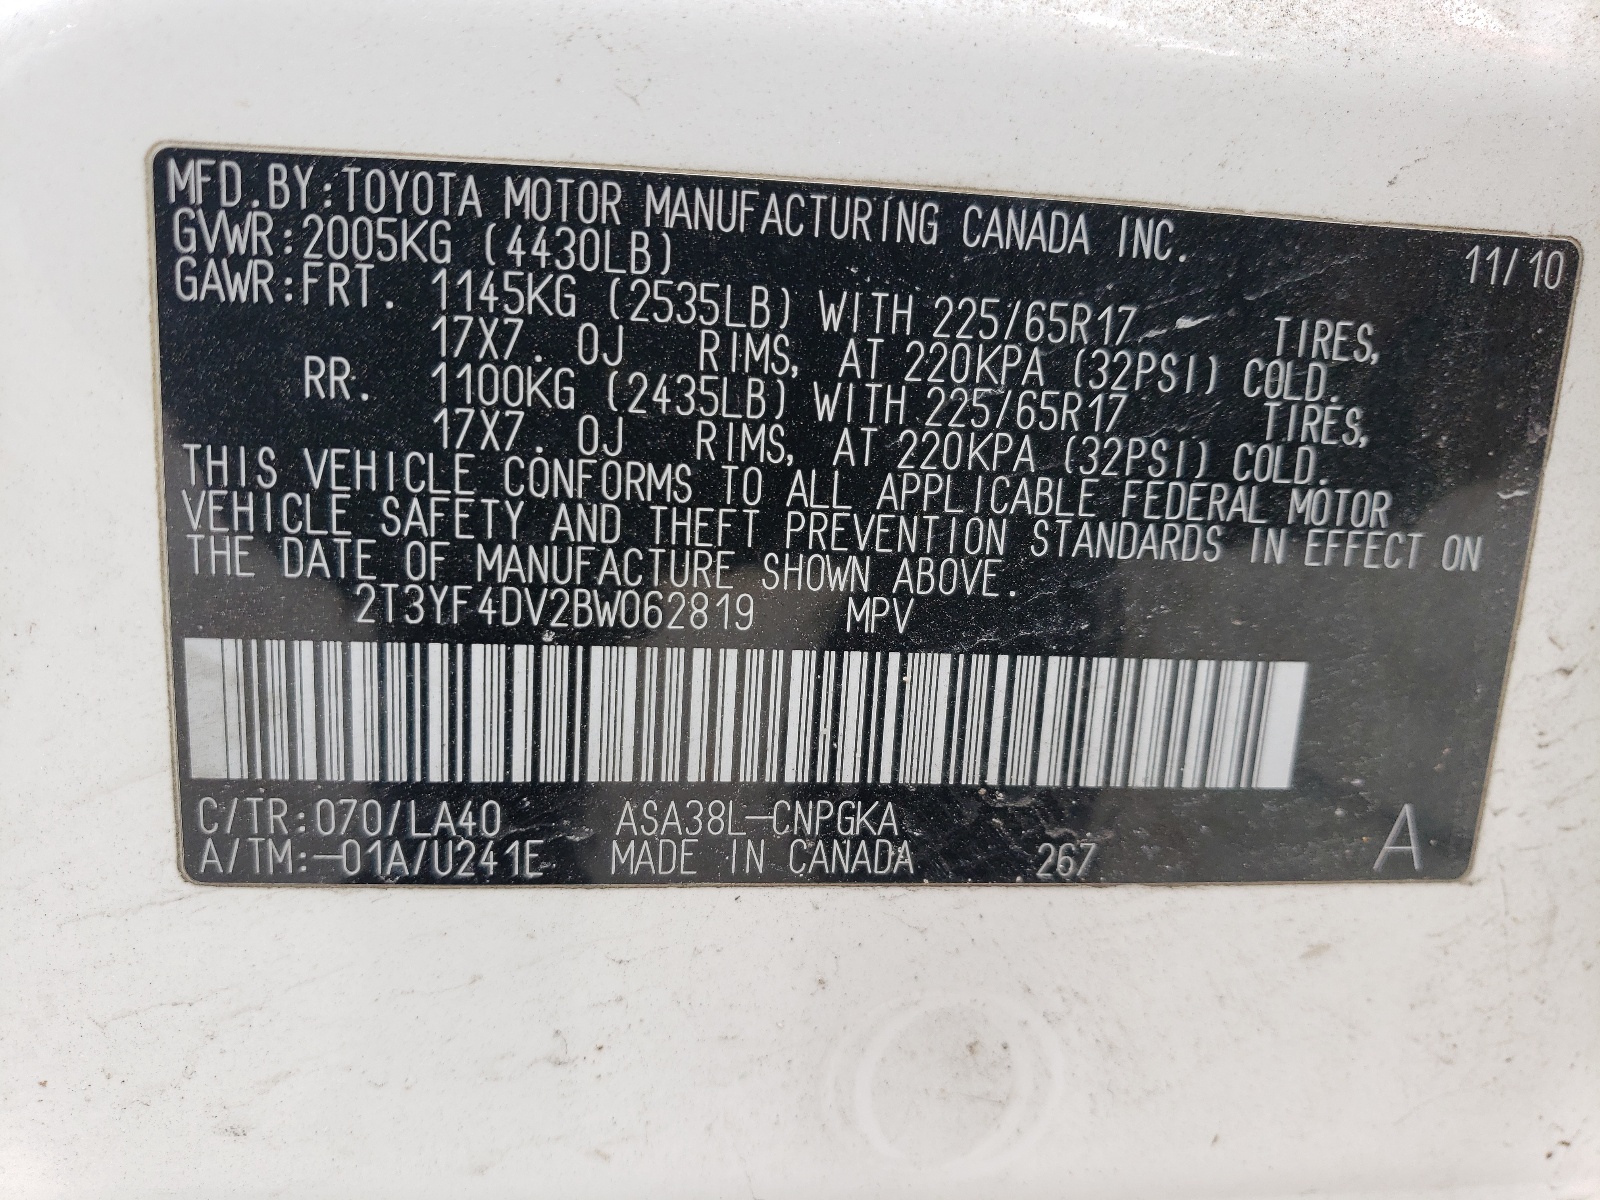 MFD.BY:TOYOTA MOTOR MANUFACTURING CANADA INC. 11/10
GVWR:2005KG (4430LB)
GAWR:FRT. 1145KG (2535LB) WITH 225/65R17 TIRES,
17X7.0J RIMS, AT 220KPA (32PSI) COLD.
RR. 1100KG (2435LB) WITH 225/65R17 TIRES,
17X7.0J RIMS, AT 220KPA (32PSI) COLD.
THIS VEHICLE CONFORMS TO ALL APPLICABLE FEDERAL MOTOR
VEHICLE SAFETY AND THEFT PREVENTION STANDARDS IN EFFECT ON
THE DATE OF MANUFACTURE SHOWN ABOVE.
2T3YF4DV2BW062819 MPV
C/TR:070/LA40 ASA38L-CNPGKA
A/TM:-01A/U241E MADE IN CANADA 267 A